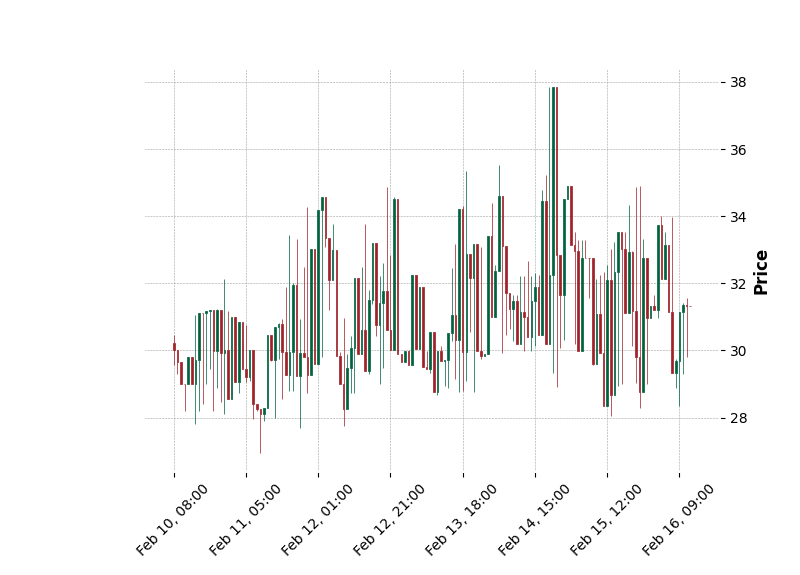 38
36
34
32
30
28
Price
Feb 10, 08:00
Feb 11, 05:00
Feb 12, 01:00
Feb 12, 21:00
Feb 13, 18:00
Feb 14, 15:00
Feb 15, 12:00
Feb 16, 09:00